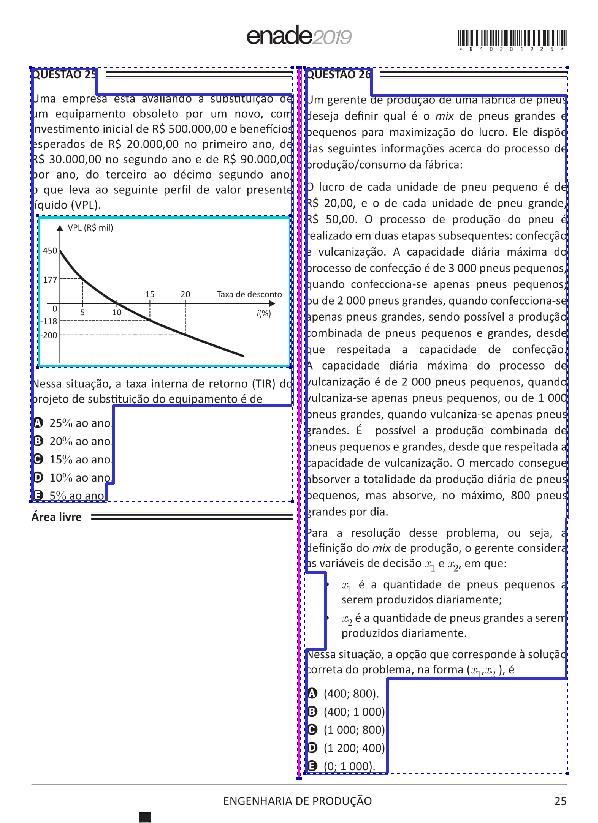 enade2019
QUESTÃO 25
Uma empresa está avaliando a substituição de
um equipamento obsoleto por um novo, com
investimento inicial de R$ 500.000,00 e benefícios
esperados de R$ 20.000,00 no primeiro ano, de
R$ 30.000,00 no segundo ano e de R$ 90.000,00
por ano, do terceiro ao décimo segundo ano,
o que leva ao seguinte perfil de valor presente
líquido (VPL).
VPL (R$ mil)
450
177
0
-118
-200
5
10
15
20
Taxa de desconto
i(%)
Nessa situação, a taxa interna de retorno (TIR) do
projeto de substituição do equipamento é de
A 25% ao ano.
B 20% ao ano.
C 15% ao ano.
D 10% ao ano.
E 5% ao ano.
Área livre
QUESTÃO 26
Um gerente de produção de uma fábrica de pneus
deseja definir qual é o mix de pneus grandes e
pequenos para maximização do lucro. Ele dispõe
das seguintes informações acerca do processo de
produção/consumo da fábrica:
O lucro de cada unidade de pneu pequeno é de
R$ 20,00, e o de cada unidade de pneu grande,
R$ 50,00. O processo de produção do pneu é
realizado em duas etapas subsequentes: confecção
e vulcanização. A capacidade diária máxima do
processo de confecção é de 3 000 pneus pequenos,
quando confecciona-se apenas pneus pequenos,
ou de 2 000 pneus grandes, quando confecciona-se
apenas pneus grandes, sendo possível a produção
combinada de pneus pequenos e grandes, desde
que respeitada a capacidade de confecção.
A capacidade diária máxima do processo de
vulcanização é de 2 000 pneus pequenos, quando
vulcaniza-se apenas pneus pequenos, ou de 1 000
pneus grandes, quando vulcaniza-se apenas pneus
grandes. É possível a produção combinada de
pneus pequenos e grandes, desde que respeitada a
capacidade de vulcanização. O mercado consegue
absorver a totalidade da produção diária de pneus
pequenos, mas absorve, no máximo, 800 pneus
grandes por dia.
Para a resolução desse problema, ou seja, a
definição do mix de produção, o gerente considera
as variáveis de decisão x₁ e x₂, em que:
• x₁ é a quantidade de pneus pequenos a
serem produzidos diariamente;
• x₂ é a quantidade de pneus grandes a serem
produzidos diariamente.
Nessa situação, a opção que corresponde à solução
correta do problema, na forma (x₁,x₂), é
A (400; 800).
B (400; 1 000)
C (1 000; 800)
D (1 200; 400)
E (0; 1 000).
ENGENHARIA DE PRODUÇÃO
25